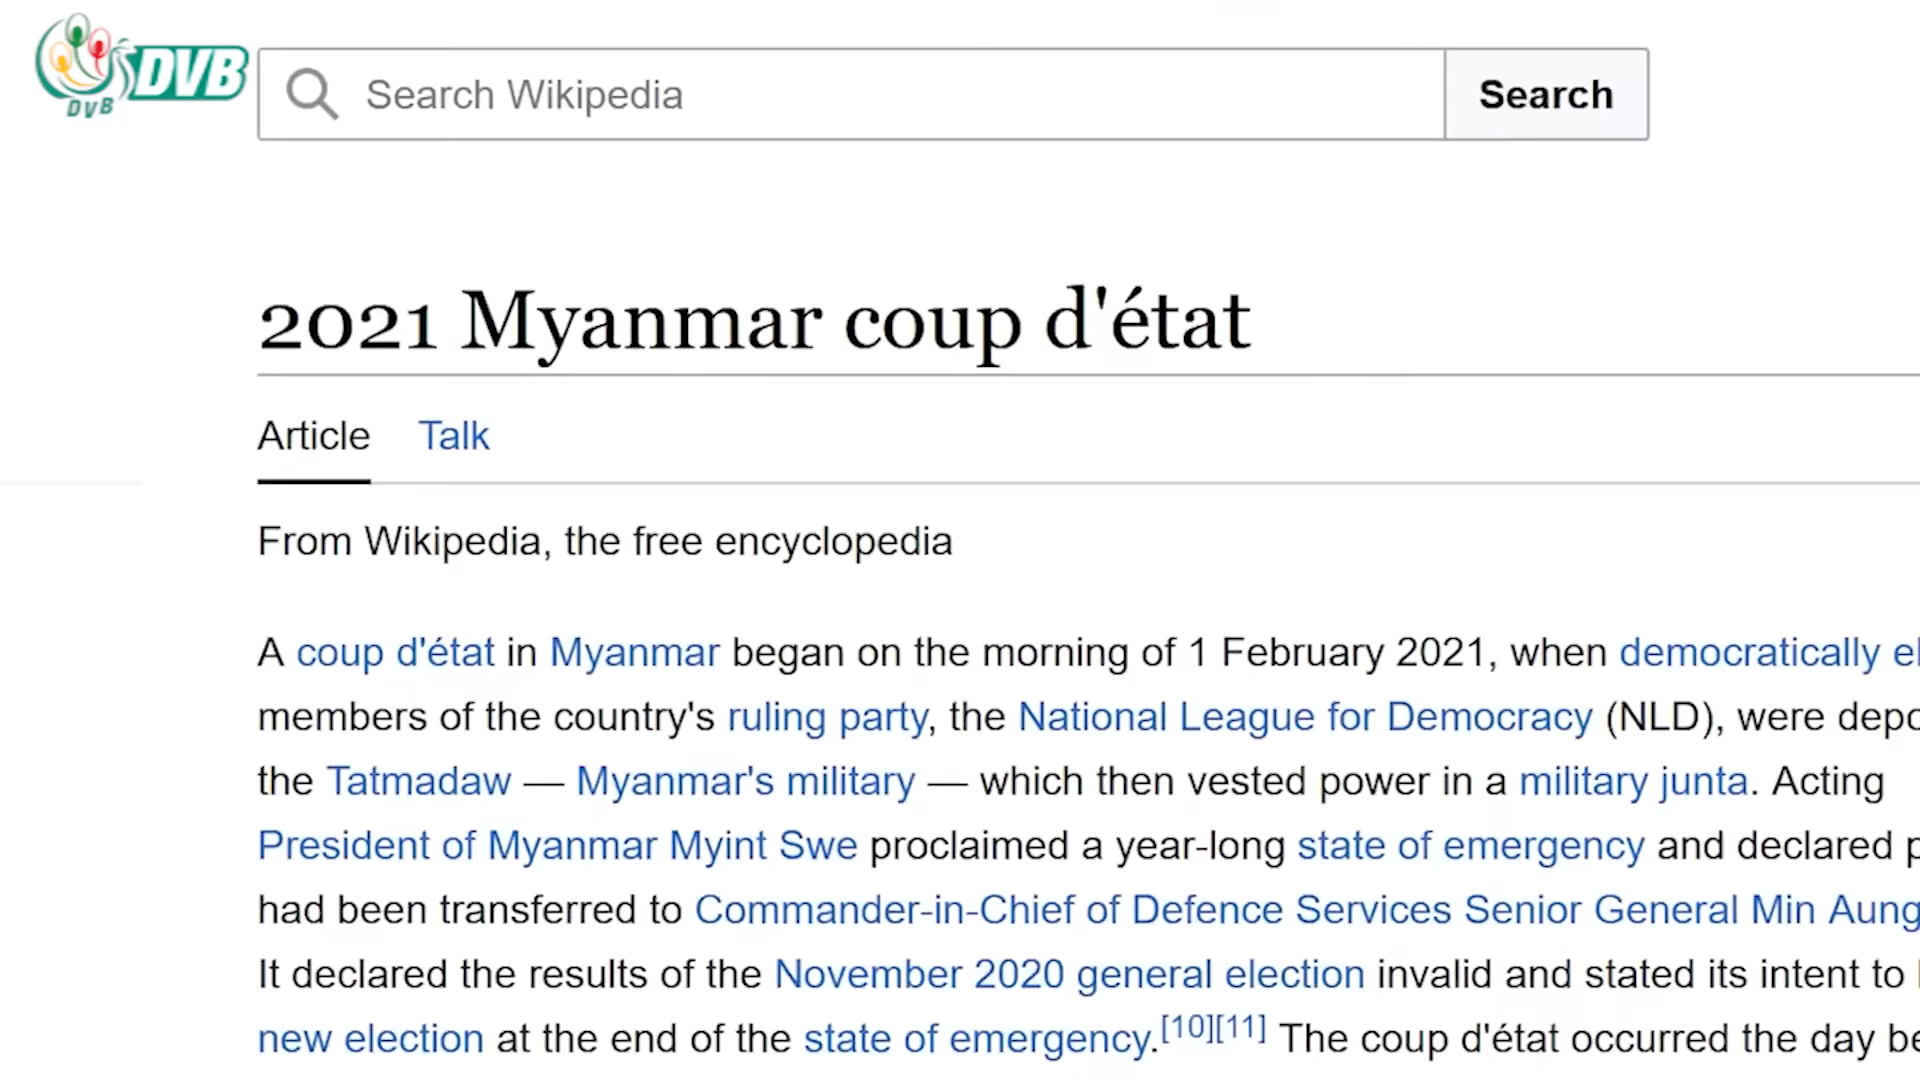 DVB
DVB
Search Wikipedia
Search
2021 Myanmar coup d'état
Article Talk
From Wikipedia, the free encyclopedia
A coup d'état in Myanmar began on the morning of 1 February 2021, when democratically
members of the country's ruling party, the National League for Democracy (NLD), were
the Tatmadaw — Myanmar's military — which then vested power in a military junta. Acting
President of Myanmar Myint Swe proclaimed a year-long state of emergency and declared
had been transferred to Commander-in-Chief of Defence Services Senior General Min Aung
It declared the results of the November 2020 general election invalid and stated its intent to
new election at the end of the state of emergency.[10][11] The coup d'état occurred the day